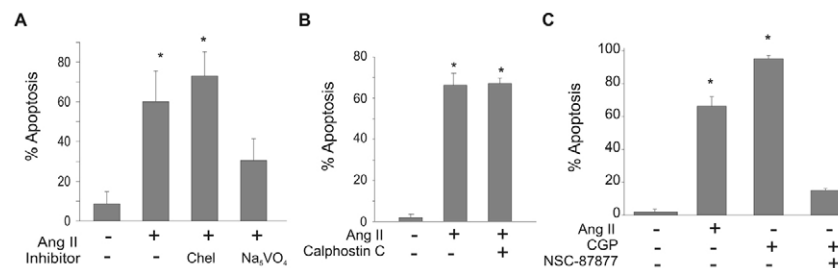 A
% Apoptosis
80
60
40
20
0
* *
Ang II - + + +
Inhibitor - - Chel Na₅VO₄
B
% Apoptosis
80
60
40
20
0
* *
Ang II - + +
Calphostin C - - +
C
% Apoptosis
100
80
60
40
20
0
* *
Ang II - + - -
CGP - - + +
NSC-87877 - - - +